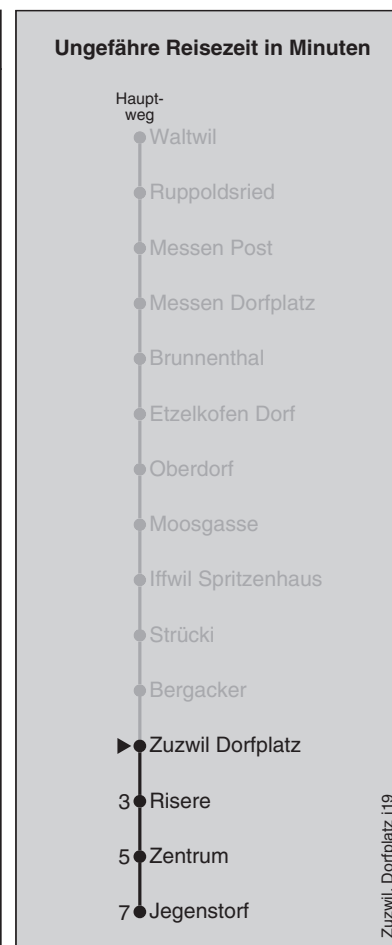 Ungefähre Reisezeit in Minuten
Haupt-
weg
Waltwil
Ruppoldsried
Messen Post
Messen Dorfplatz
Brunnenthal
Etzelkofen Dorf
Oberdorf
Moosgasse
Iffwil Spritzenhaus
Strücki
Bergacker
Zuzwil Dorfplatz
3 Risere
5 Zentrum
7 Jegenstorf
Zuzwil, Dorfplatz j19